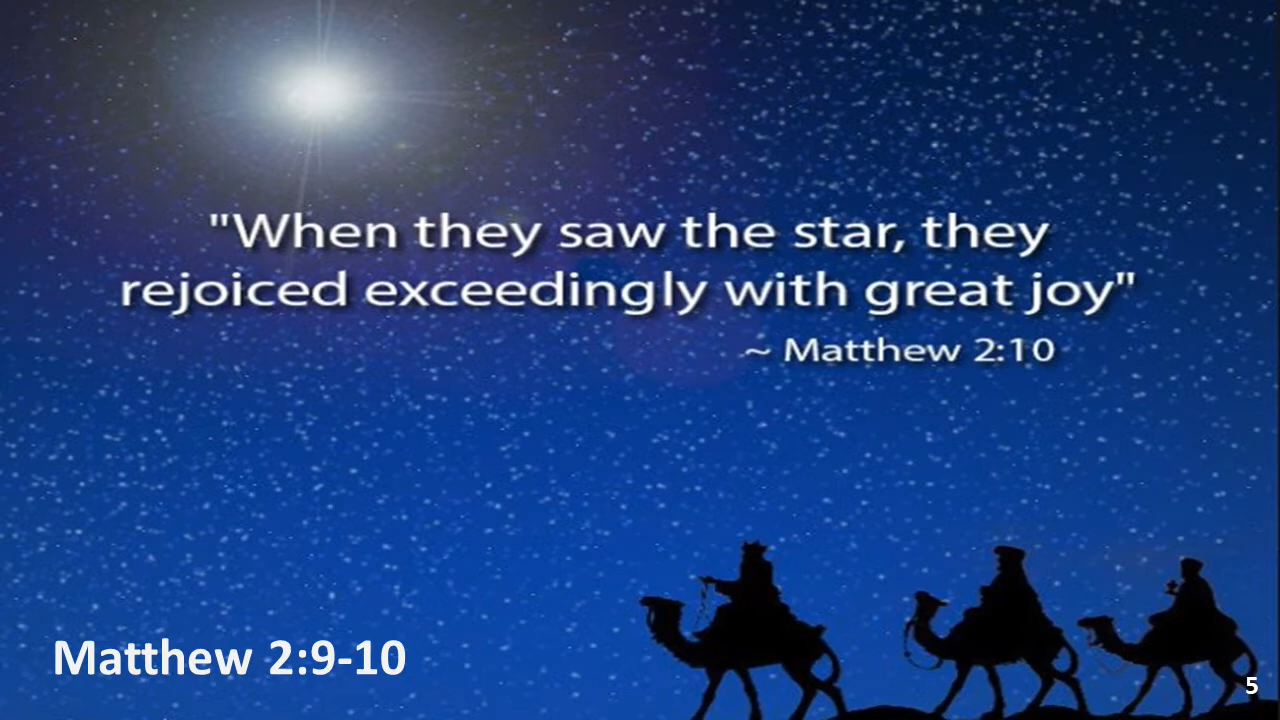 "When they saw the star, they
rejoiced exceedingly with great joy"
~ Matthew 2:10
Matthew 2:9-10
5